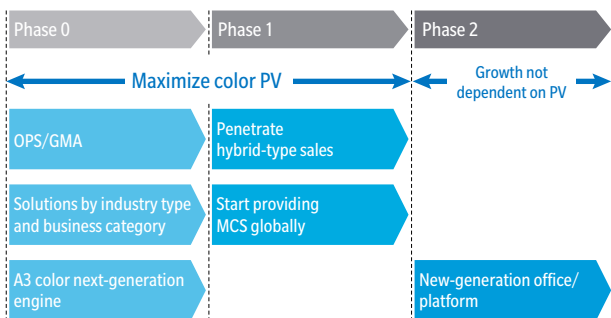 Phase 0
Phase 1
Phase 2
Maximize color PV
Growth not
dependent on PV
OPS/GMA
Penetrate
hybrid-type sales
Solutions by industry type
and business category
Start providing
MCS globally
A3 color next-generation
engine
New-generation office/
platform